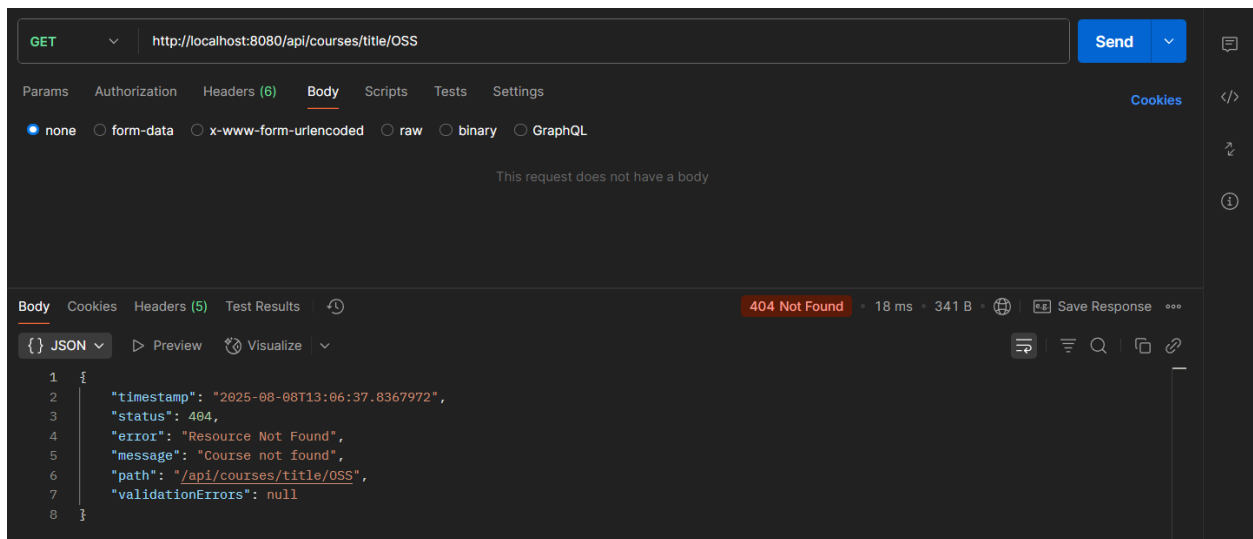 GET http://localhost:8080/api/courses/title/OSS Send
Params Authorization Headers (6) Body Scripts Tests Settings Cookies
none form-data x-www-form-urlencoded raw binary GraphQL
This request does not have a body
Body Cookies Headers (5) Test Results 404 Not Found 18 ms 341 B e.g. Save Response
{} JSON Preview Visualize
1 {
2 "timestamp": "2025-08-08T13:06:37.8367972",
3 "status": 404,
4 "error": "Resource Not Found",
5 "message": "Course not found",
6 "path": "/api/courses/title/OSS",
7 "validationErrors": null
8 }